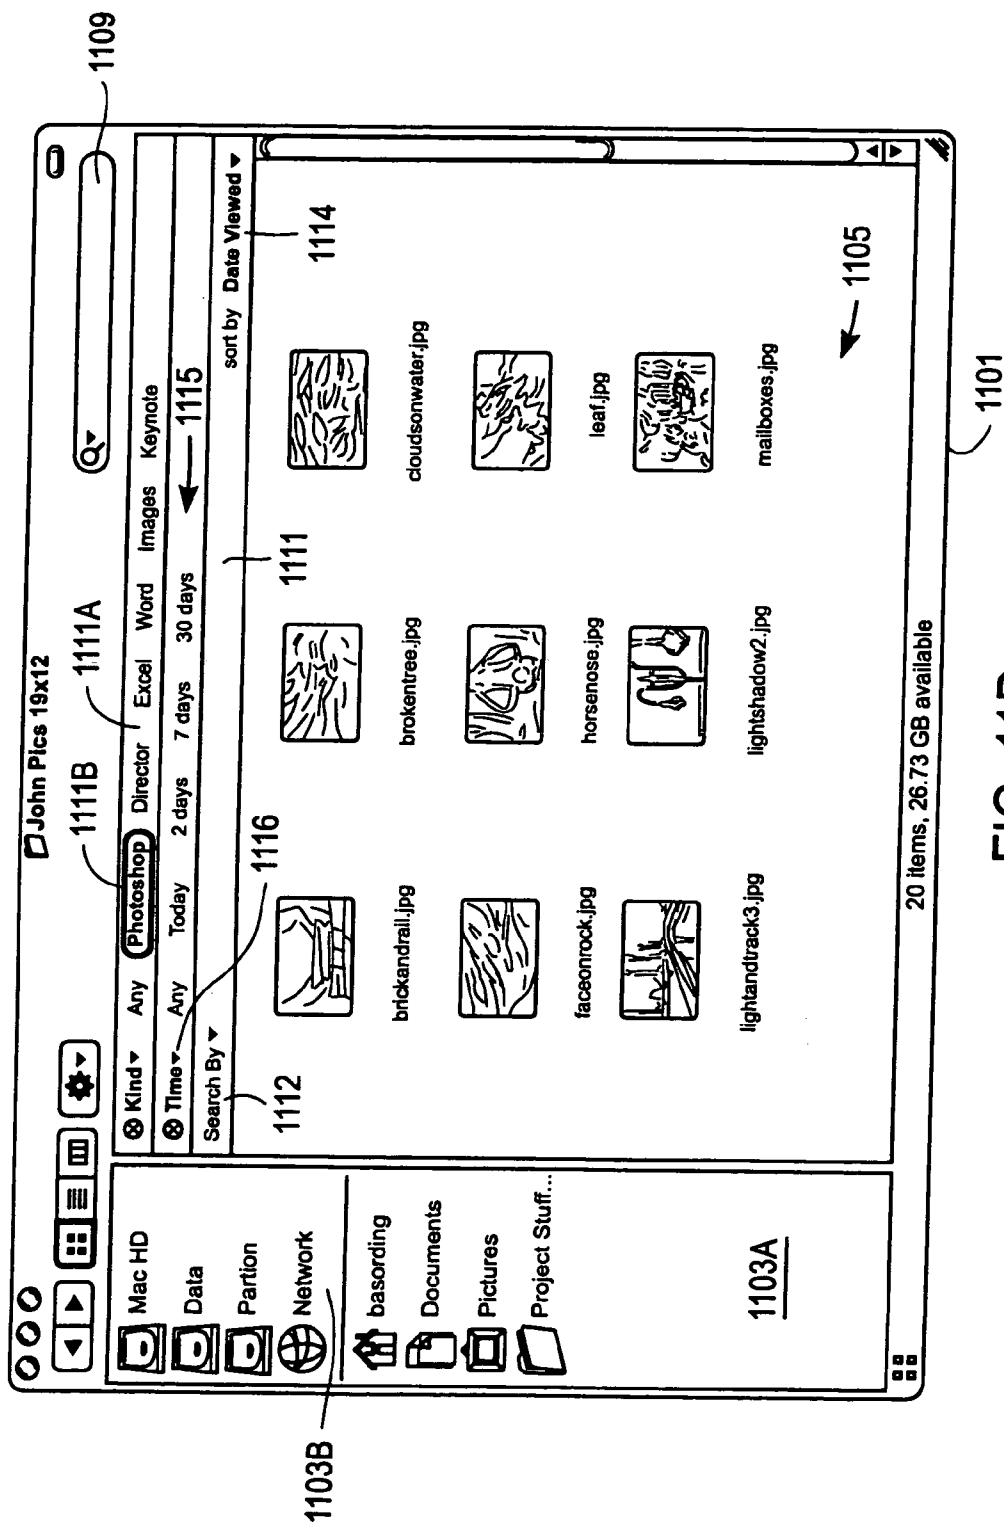 1109
John Pics 19x12
1111B
1111A
Kind Any Photoshop Director Excel Word Images Keynote
Time Any Today 2 days 7 days 30 days
1115
Search By
sort by Date Viewed
1116
1112
1111
1114
Mac HD
Data
Partion
Network
basording
Documents
Pictures
Project Stuff...
1103B
1103A
brickandrail.jpg
brokentree.jpg
cloudsonwater.jpg
faceonrock.jpg
horsenose.jpg
leaf.jpg
lightandtrack3.jpg
lightshadow2.jpg
mailboxes.jpg
1105
20 items, 26.73 GB available
1101